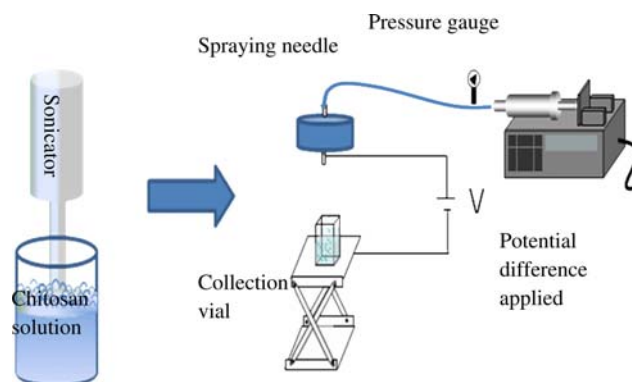 Pressure gauge
Spraying needle
Sonicator
V
Collection
vial
Potential
difference
applied
Chitosan
solution